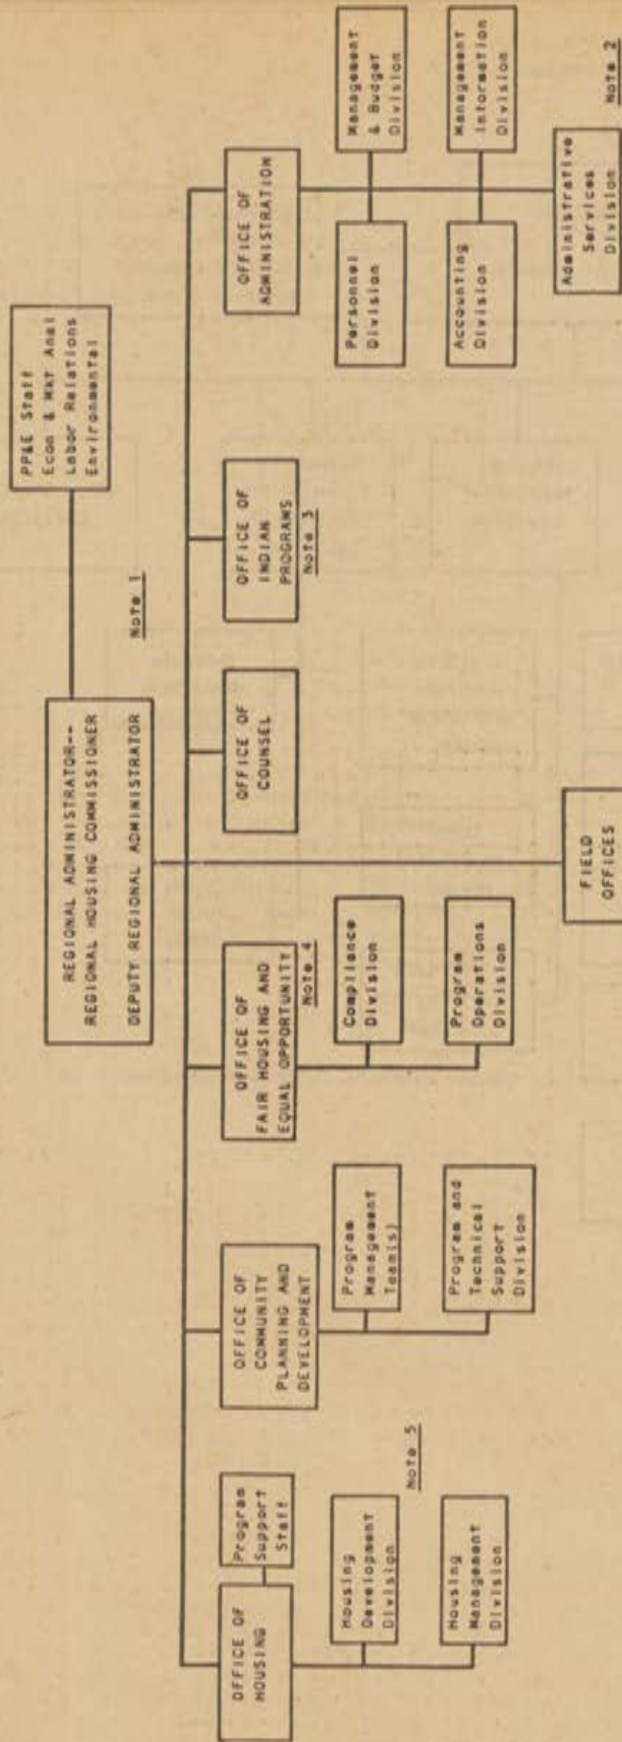 PP&E Staff
Econ & Mkt Anal
Labor Relations
Environmental
REGIONAL ADMINISTRATOR--
REGIONAL HOUSING COMMISSIONER
DEPUTY REGIONAL ADMINISTRATOR
Note 1
OFFICE OF
HOUSING
Program
Support
Staff
Housing
Development
Division
Note 5
Housing
Management
Division
OFFICE OF
COMMUNITY
PLANNING AND
DEVELOPMENT
Program
Management
Team(s)
Program and
Technical
Support
Division
OFFICE OF
FAIR HOUSING AND
EQUAL OPPORTUNITY
Note 4
Compliance
Division
Program
Operations
Division
FIELD
OFFICES
OFFICE OF
COUNSEL
OFFICE OF
INDIAN
PROGRAMS
Note 3
OFFICE OF
ADMINISTRATION
Personnel
Division
Management
& Budget
Division
Accounting
Division
Management
Information
Division
Administrative
Services
Division
Note 2